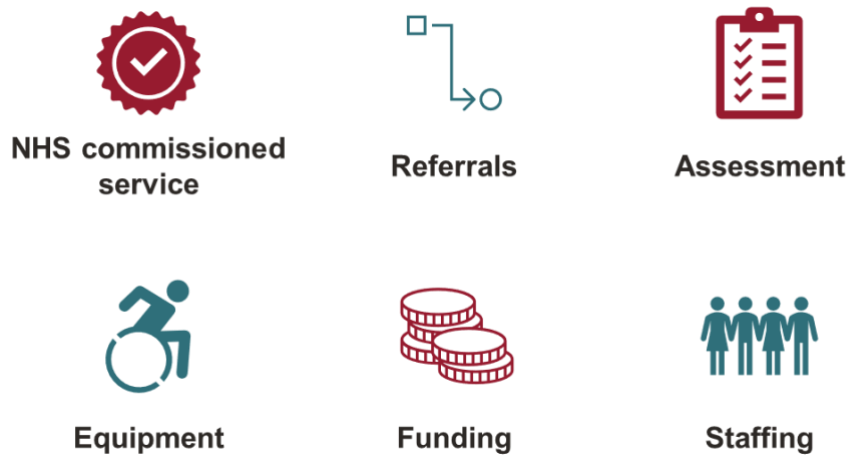 NHS commissioned
service
Referrals
Assessment
Equipment
Funding
Staffing